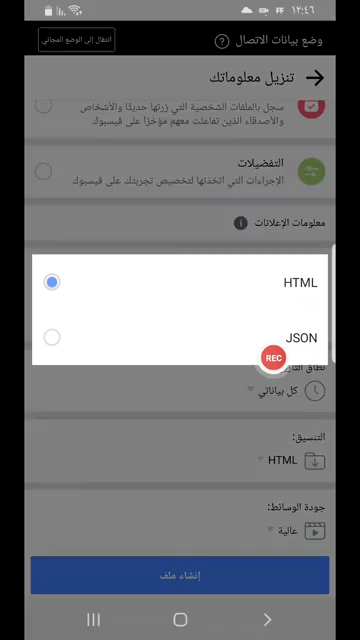 ١٢:٤٦
وضع بيانات الاتصال
انتقال إلى الوضع المجاني
تنزيل معلوماتك
سجل بالملفات الشخصية التي زرتها حديثًا والأشخاص
والأصدقاء الذين تفاعلت معهم مؤخرًا على فيسبوك
التفضيلات
الإجراءات التي اتخذتها لتخصيص تجربتك على فيسبوك
معلومات الإعلانات
HTML
JSON
REC
نطاق
كل بياناتي
التنسيق:
HTML
جودة الوسائط:
عالية
إنشاء ملف